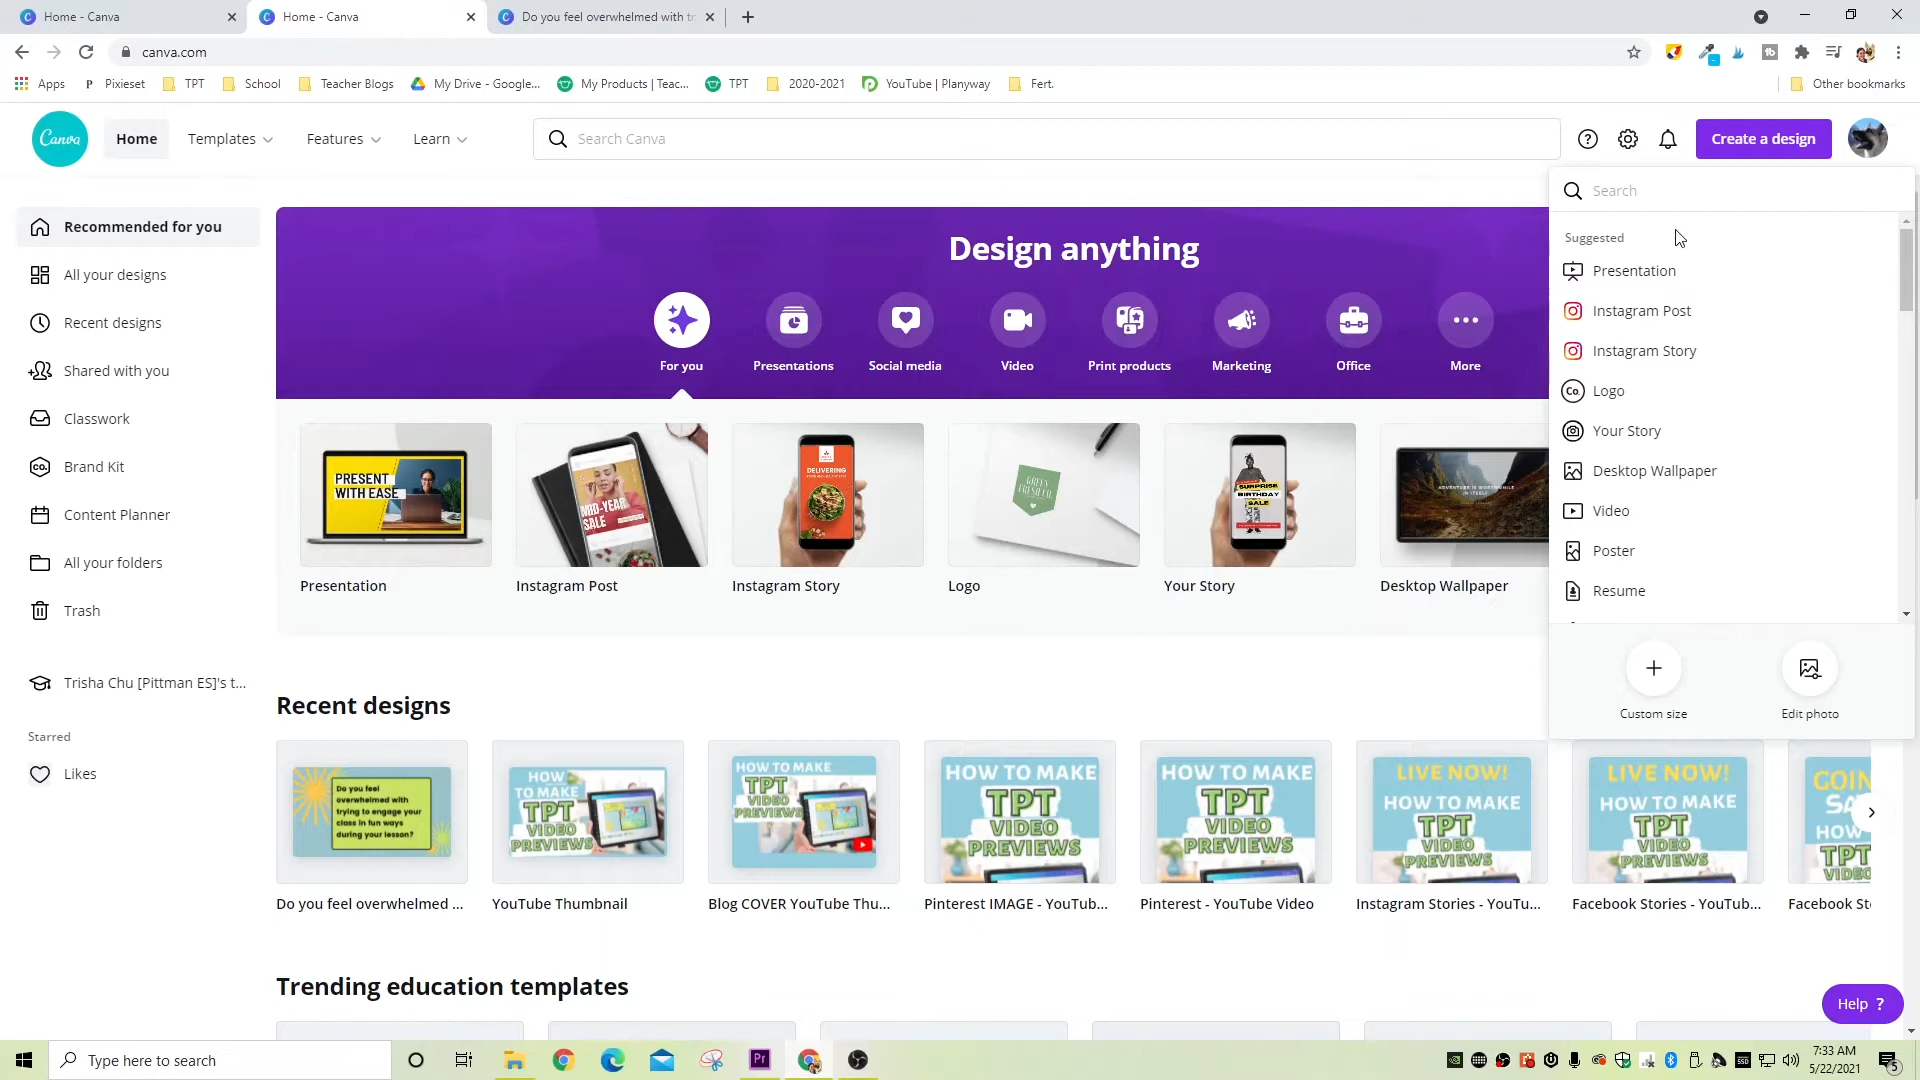 Home - Canva
Home - Canva
Do you feel overwhelmed with tr
canva.com
Apps
Pixieset
TPT
School
Teacher Blogs
My Drive - Google...
My Products | Teac...
TPT
2020-2021
YouTube | Planyway
Fert.
Other bookmarks
Canva
Home
Templates
Features
Learn
Search Canva
Create a design
Search
Suggested
Presentation
Instagram Post
Instagram Story
Logo
Your Story
Desktop Wallpaper
Video
Poster
Resume
Custom size
Edit photo
Recommended for you
All your designs
Recent designs
Shared with you
Classwork
Brand Kit
Content Planner
All your folders
Trash
Trisha Chu [Pittman ES]'s t...
Starred
Likes
Design anything
For you
Presentations
Social media
Video
Print products
Marketing
Office
More
PRESENT
WITH EASE
MID-YEAR
SALE
DELIVERING
GREEN
FRESH CO.
SURPRISE
BIRTHDAY
SALE
Presentation
Instagram Post
Instagram Story
Logo
Your Story
Desktop Wallpaper
Recent designs
Do you feel
overwhelmed with
trying to engage your
class in fun ways
during your lesson?
HOW
TO MAKE
TPT
VIDEO
PREVIEWS
HOW TO MAKE
TPT
VIDEO
PREVIEWS
HOW TO MAKE
TPT
VIDEO
PREVIEWS
HOW TO MAKE
TPT
VIDEO
PREVIEWS
LIVE NOW!
HOW TO MAKE
TPT
VIDEO
PREVIEWS
LIVE NOW!
HOW TO MAKE
TPT
VIDEO
PREVIEWS
Do you feel overwhelmed ...
YouTube Thumbnail
Blog COVER YouTube Thu...
Pinterest IMAGE - YouTub...
Pinterest - YouTube Video
Instagram Stories - YouTu...
Facebook Stories - YouTub...
Facebook St
Trending education templates
Help ?
Type here to search
7:33 AM
5/22/2021